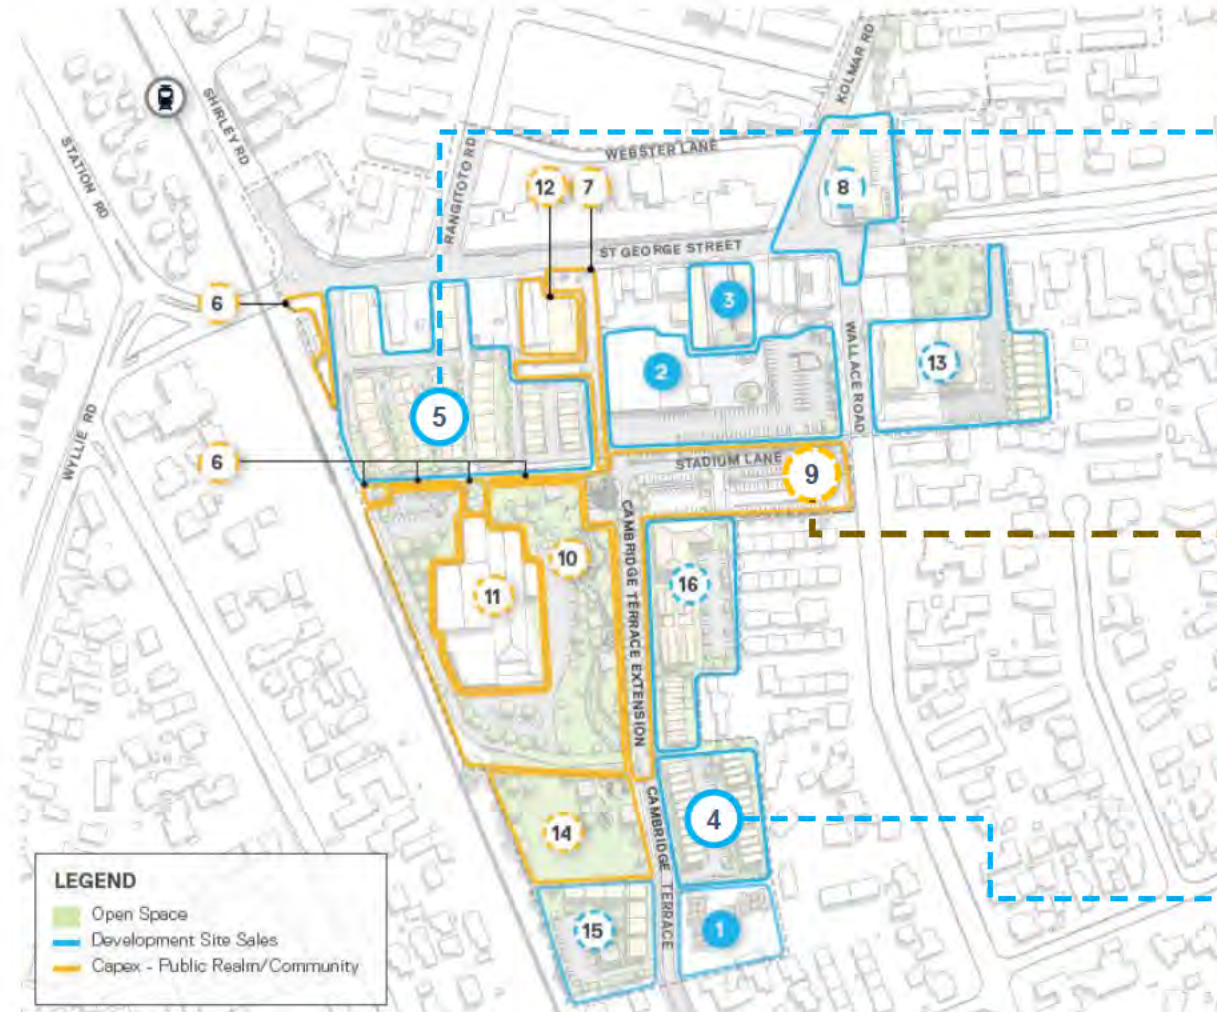 KOLMAR RD
SHIRLEY RD
STATION RD
RANGITOTO RD
WEBSTER LANE
12
7
8
ST GEORGE STREET
6
3
WALLACE ROAD
2
13
5
WYLLIE RD
6
STADIUM LANE
9
CAMBRIDGE TERRACE EXTENSION
10
11
16
CAMBRIDGE TERRACE
4
14
15
1
LEGEND
Open Space
Development Site Sales
Capex - Public Realm/Community